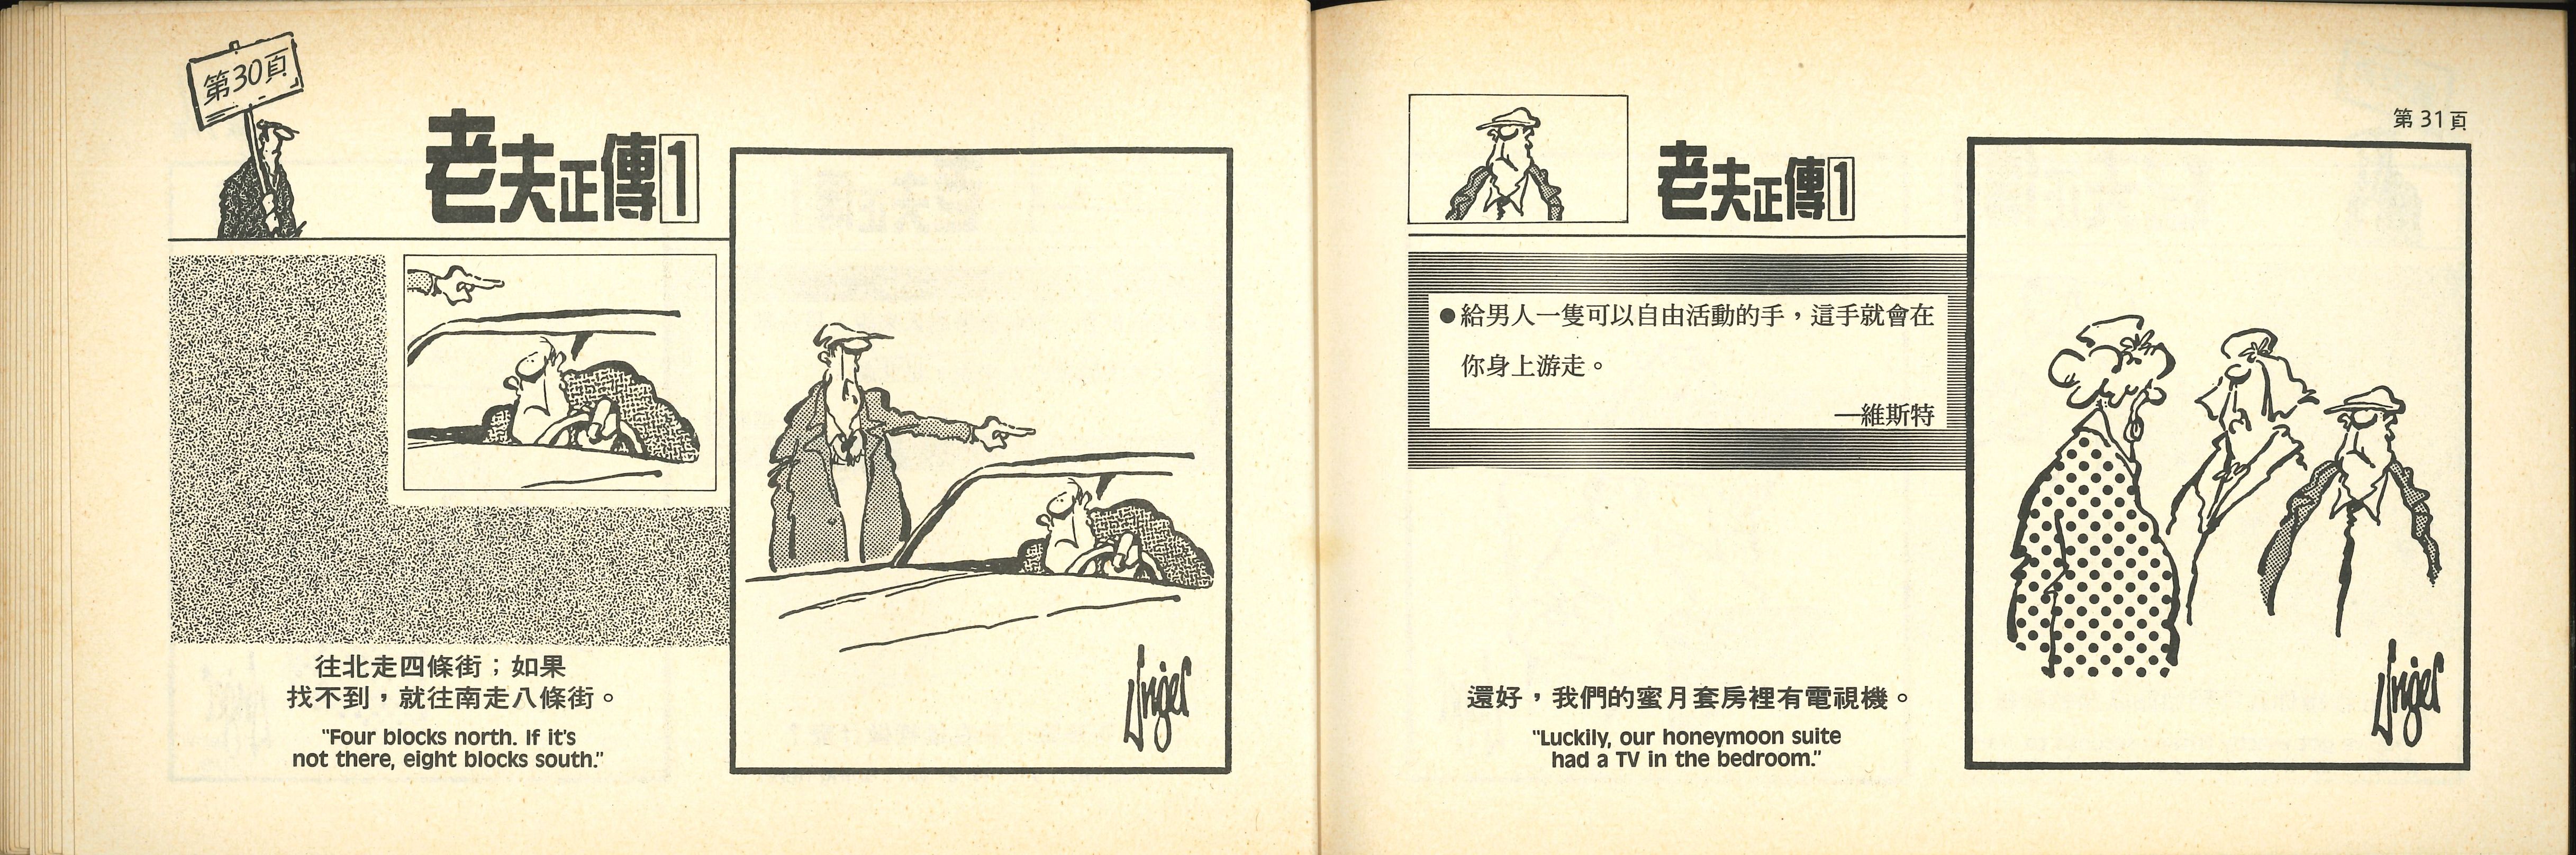 第30頁
老夫正傳1
往北走四條街；如果
找不到，就往南走八條街。
"Four blocks north. If it's
not there, eight blocks south."
Unger
第31頁
老夫正傳1
●給男人一隻可以自由活動的手，這手就會在
你身上游走。
—維斯特
還好，我們的蜜月套房裡有電視機。
"Luckily, our honeymoon suite
had a TV in the bedroom."
Unger